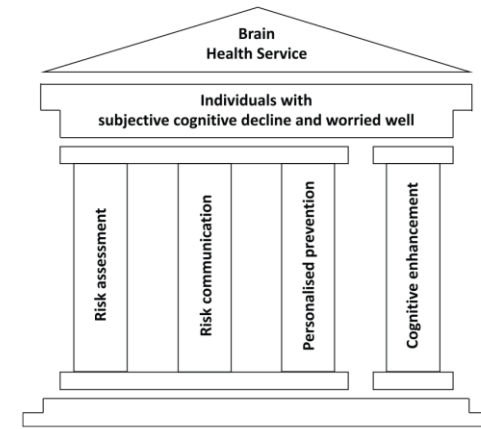 Brain
Health Service
Individuals with
subjective cognitive decline and worried well
Risk assessment
Risk communication
Personalised prevention
Cognitive enhancement